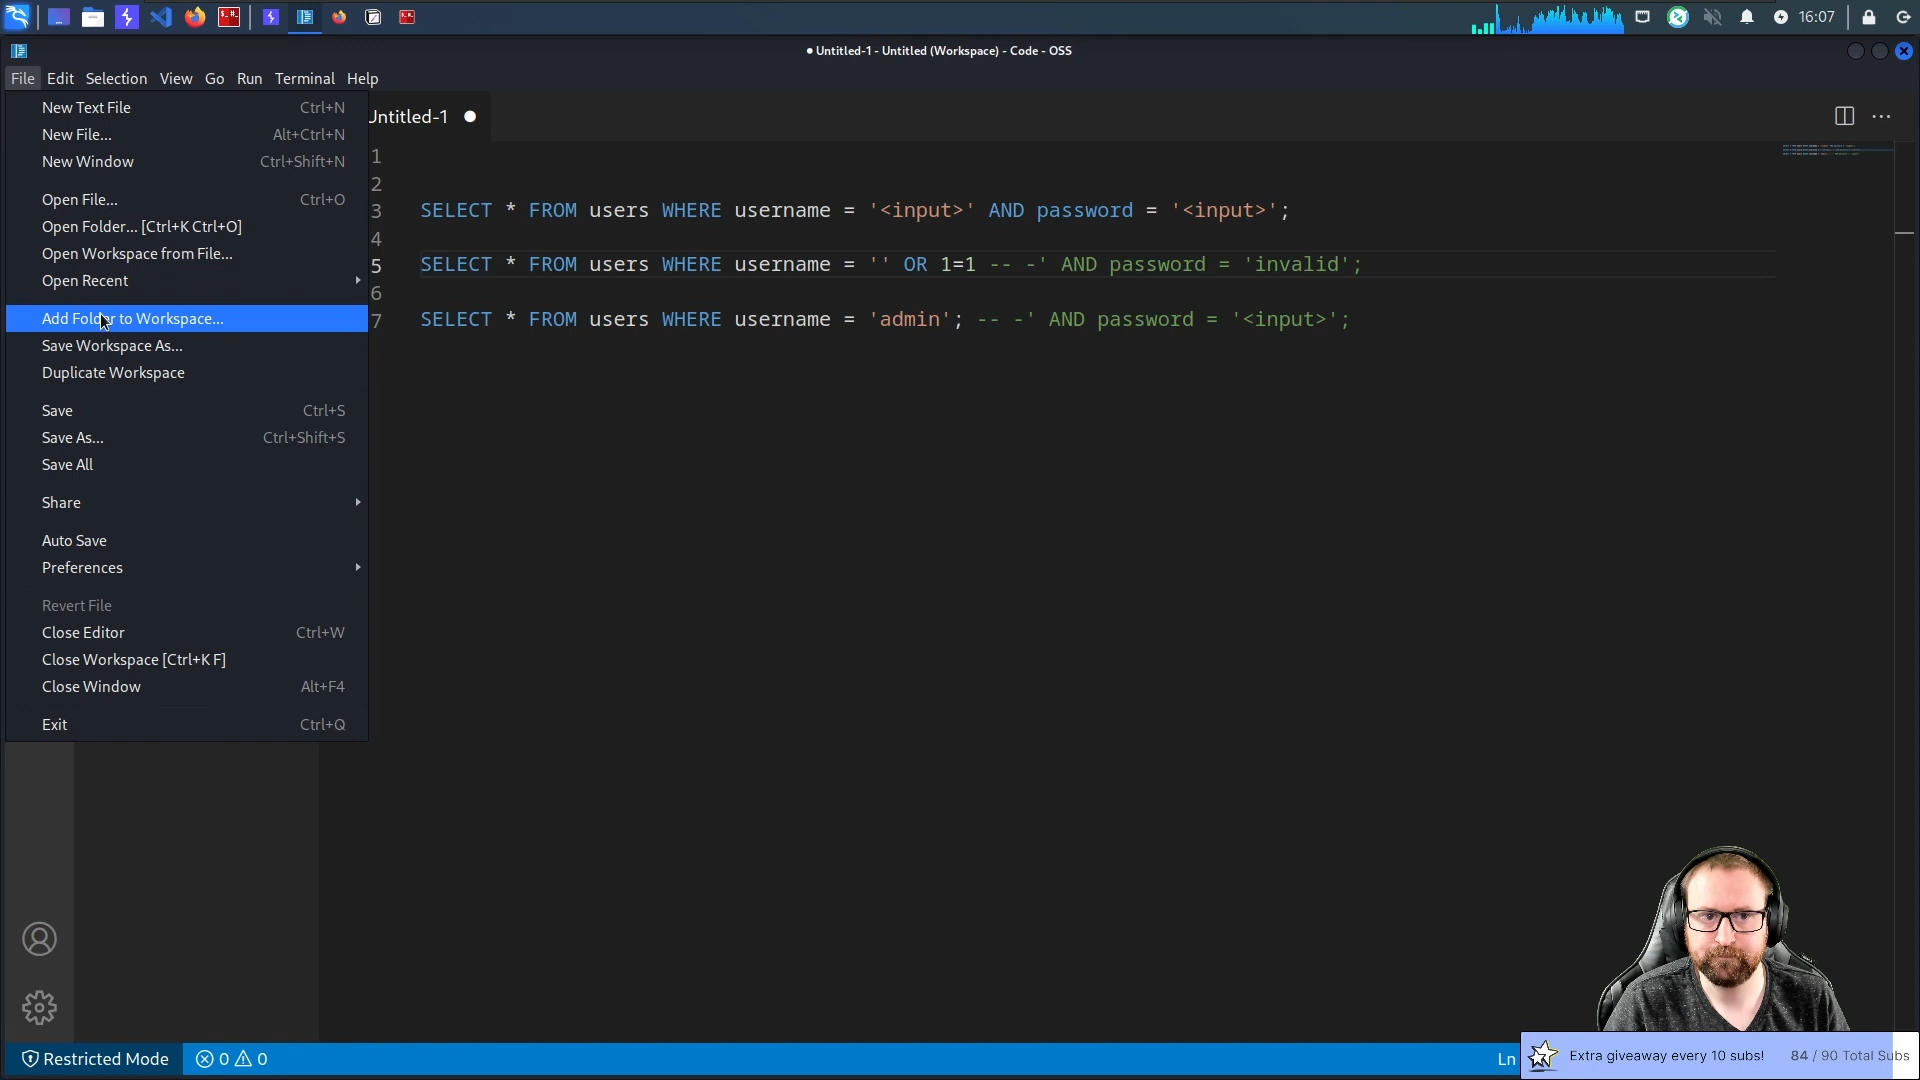 16:07
● Untitled-1 - Untitled (Workspace) - Code - OSS
File Edit Selection View Go Run Terminal Help
New Text File Ctrl+N
New File... Alt+Ctrl+N
New Window Ctrl+Shift+N
Open File... Ctrl+O
Open Folder... [Ctrl+K Ctrl+O]
Open Workspace from File...
Open Recent
Add Folder to Workspace...
Save Workspace As...
Duplicate Workspace
Save Ctrl+S
Save As... Ctrl+Shift+S
Save All
Share
Auto Save
Preferences
Revert File
Close Editor Ctrl+W
Close Workspace [Ctrl+K F]
Close Window Alt+F4
Exit Ctrl+Q
Untitled-1
1
2
3 SELECT * FROM users WHERE username = '<input>' AND password = '<input>';
4
5 SELECT * FROM users WHERE username = '' OR 1=1 -- -' AND password = 'invalid';
6
7 SELECT * FROM users WHERE username = 'admin'; -- -' AND password = '<input>';
Restricted Mode 0 0 Ln
Extra giveaway every 10 subs! 84 / 90 Total Subs